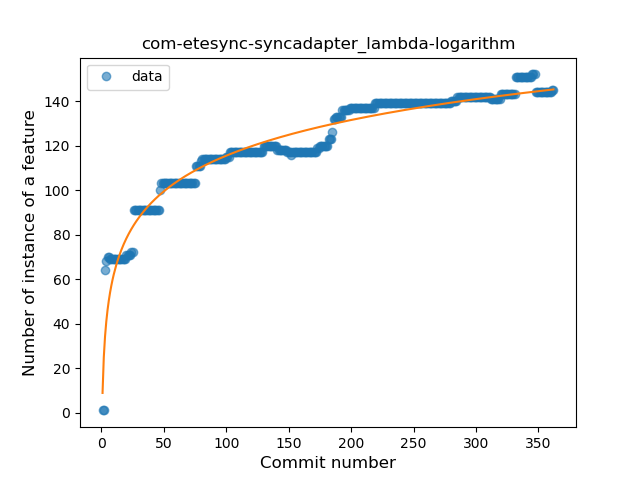 com-etesync-syncadapter_lambda-logarithm
data
Number of instance of a feature
140
120
100
80
60
40
20
0
0 50 100 150 200 250 300 350
Commit number